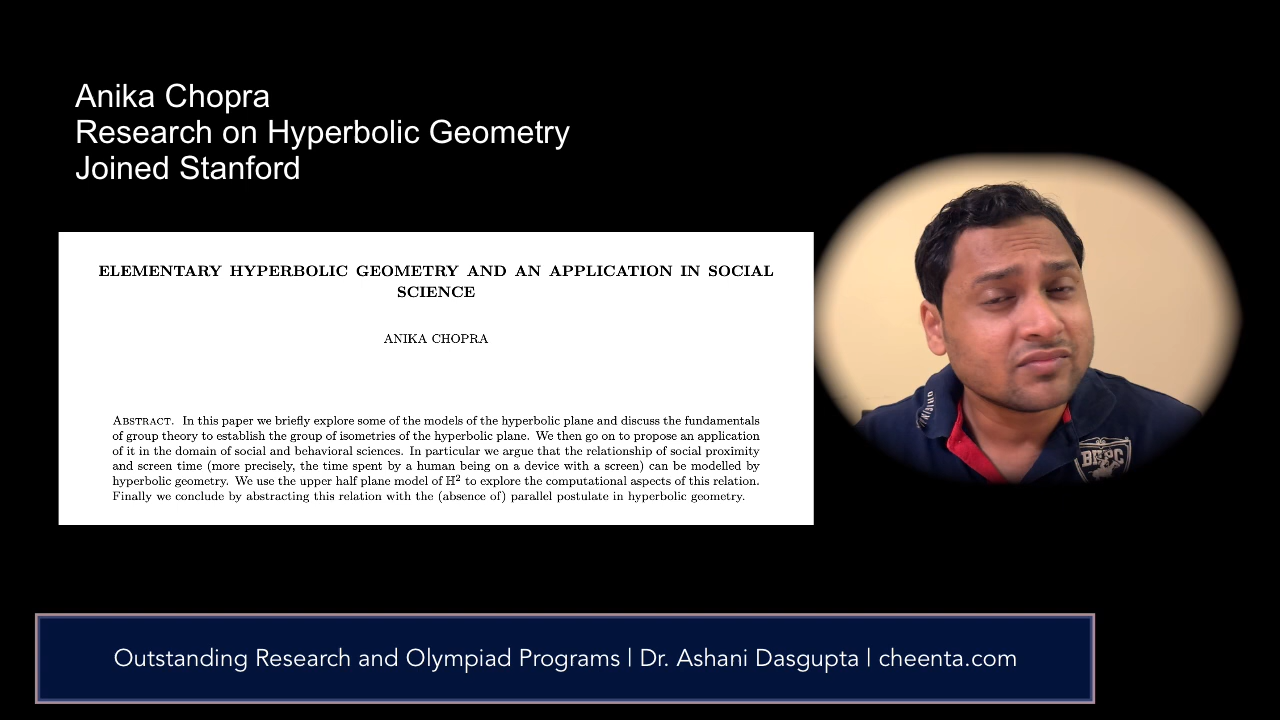 Anika Chopra
Research on Hyperbolic Geometry
Joined Stanford
ELEMENTARY HYPERBOLIC GEOMETRY AND AN APPLICATION IN SOCIAL
SCIENCE
ANIKA CHOPRA
ABSTRACT. In this paper we briefly explore some of the models of the hyperbolic plane and discuss the fundamentals
of group theory to establish the group of isometries of the hyperbolic plane. We then go on to propose an application
of it in the domain of social and behavioral sciences. In particular we argue that the relationship of social proximity
and screen time (more precisely, the time spent by a human being on a device with a screen) can be modelled by
hyperbolic geometry. We use the upper half plane model of ℍ² to explore the computational aspects of this relation.
Finally we conclude by abstracting this relation with the (absence of) parallel postulate in hyperbolic geometry.
Outstanding Research and Olympiad Programs | Dr. Ashani Dasgupta | cheenta.com